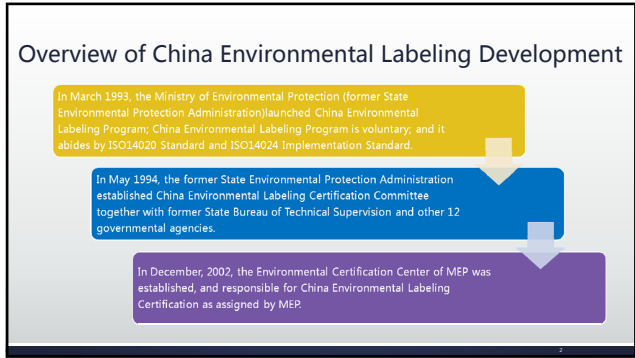 Overview of China Environmental Labeling Development
In March 1993, the Ministry of Environmental Protection (former State
Environmental Protection Administration)launched China Environmental
Labeling Program; China Environmental Labeling Program is voluntary; and it
abides by ISO14020 Standard and ISO14024 Implementation Standard.
In May 1994, the former State Environmental Protection Administration
established China Environmental Labeling Certification Committee
together with former State Bureau of Technical Supervision and other 12
governmental agencies.
In December, 2002, the Environmental Certification Center of MEP was
established, and responsible for China Environmental Labeling
Certification as assigned by MEP.
2